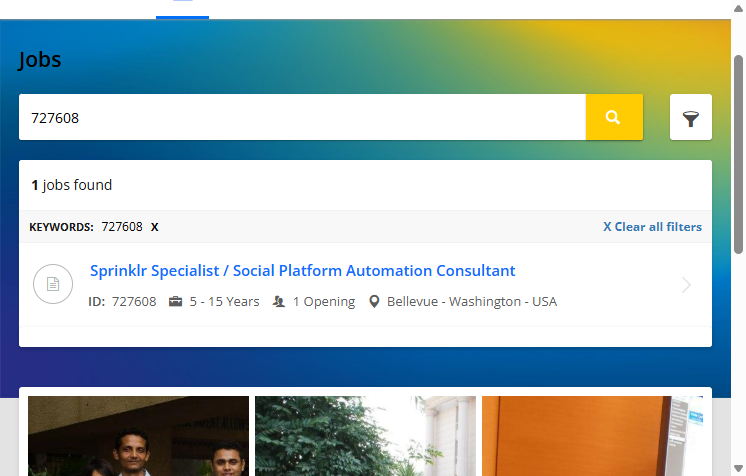 Jobs
727608
1 jobs found
KEYWORDS: 727608 X
X Clear all filters
Sprinklr Specialist / Social Platform Automation Consultant
ID: 727608 5 - 15 Years 1 Opening Bellevue - Washington - USA